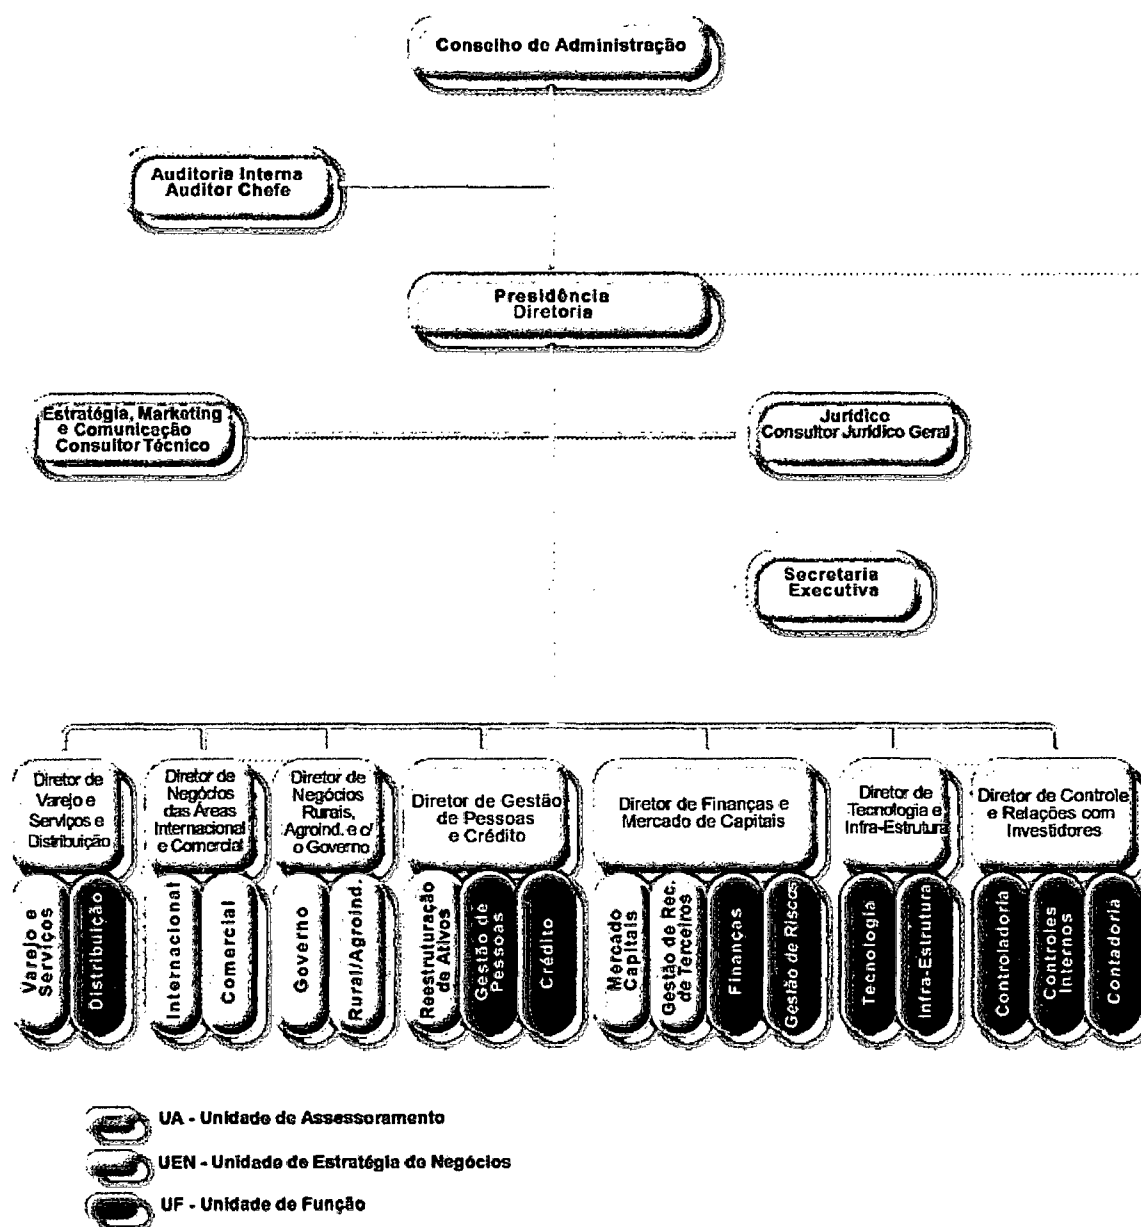 Conselho de Administração
Auditoria Interna
Auditor Chefe
Presidência
Diretoria
Estratégia, Marketing
e Comunicação
Consultor Técnico
Jurídico
Consultor Jurídico Geral
Secretaria
Executiva
Diretor de
Varejo e
Serviços e
Distribuição
Diretor de
Negócios
das Áreas
Internacional
e Comercial
Diretor de
Negócios
Rurais,
Agroind. e c/
o Governo
Diretor de Gestão
de Pessoas
e Crédito
Diretor de Finanças e
Mercado de Capitais
Diretor de
Tecnologia e
Infra-Estrutura
Diretor de Controle
e Relações com
Investidores
Varejo e
Serviços
Distribuição
Internacional
Comercial
Governo
Rural/Agroind.
Reestruturação
de Ativos
Gestão de
Pessoas
Crédito
Mercado
Capitais
Gestão de Rec.
de Terceiros
Finanças
Gestão de Riscos
Tecnologia
Infra-Estrutura
Controladoria
Controles
Internos
Contadoria
UA - Unidade de Assessoramento
UEN - Unidade de Estratégia de Negócios
UF - Unidade de Função